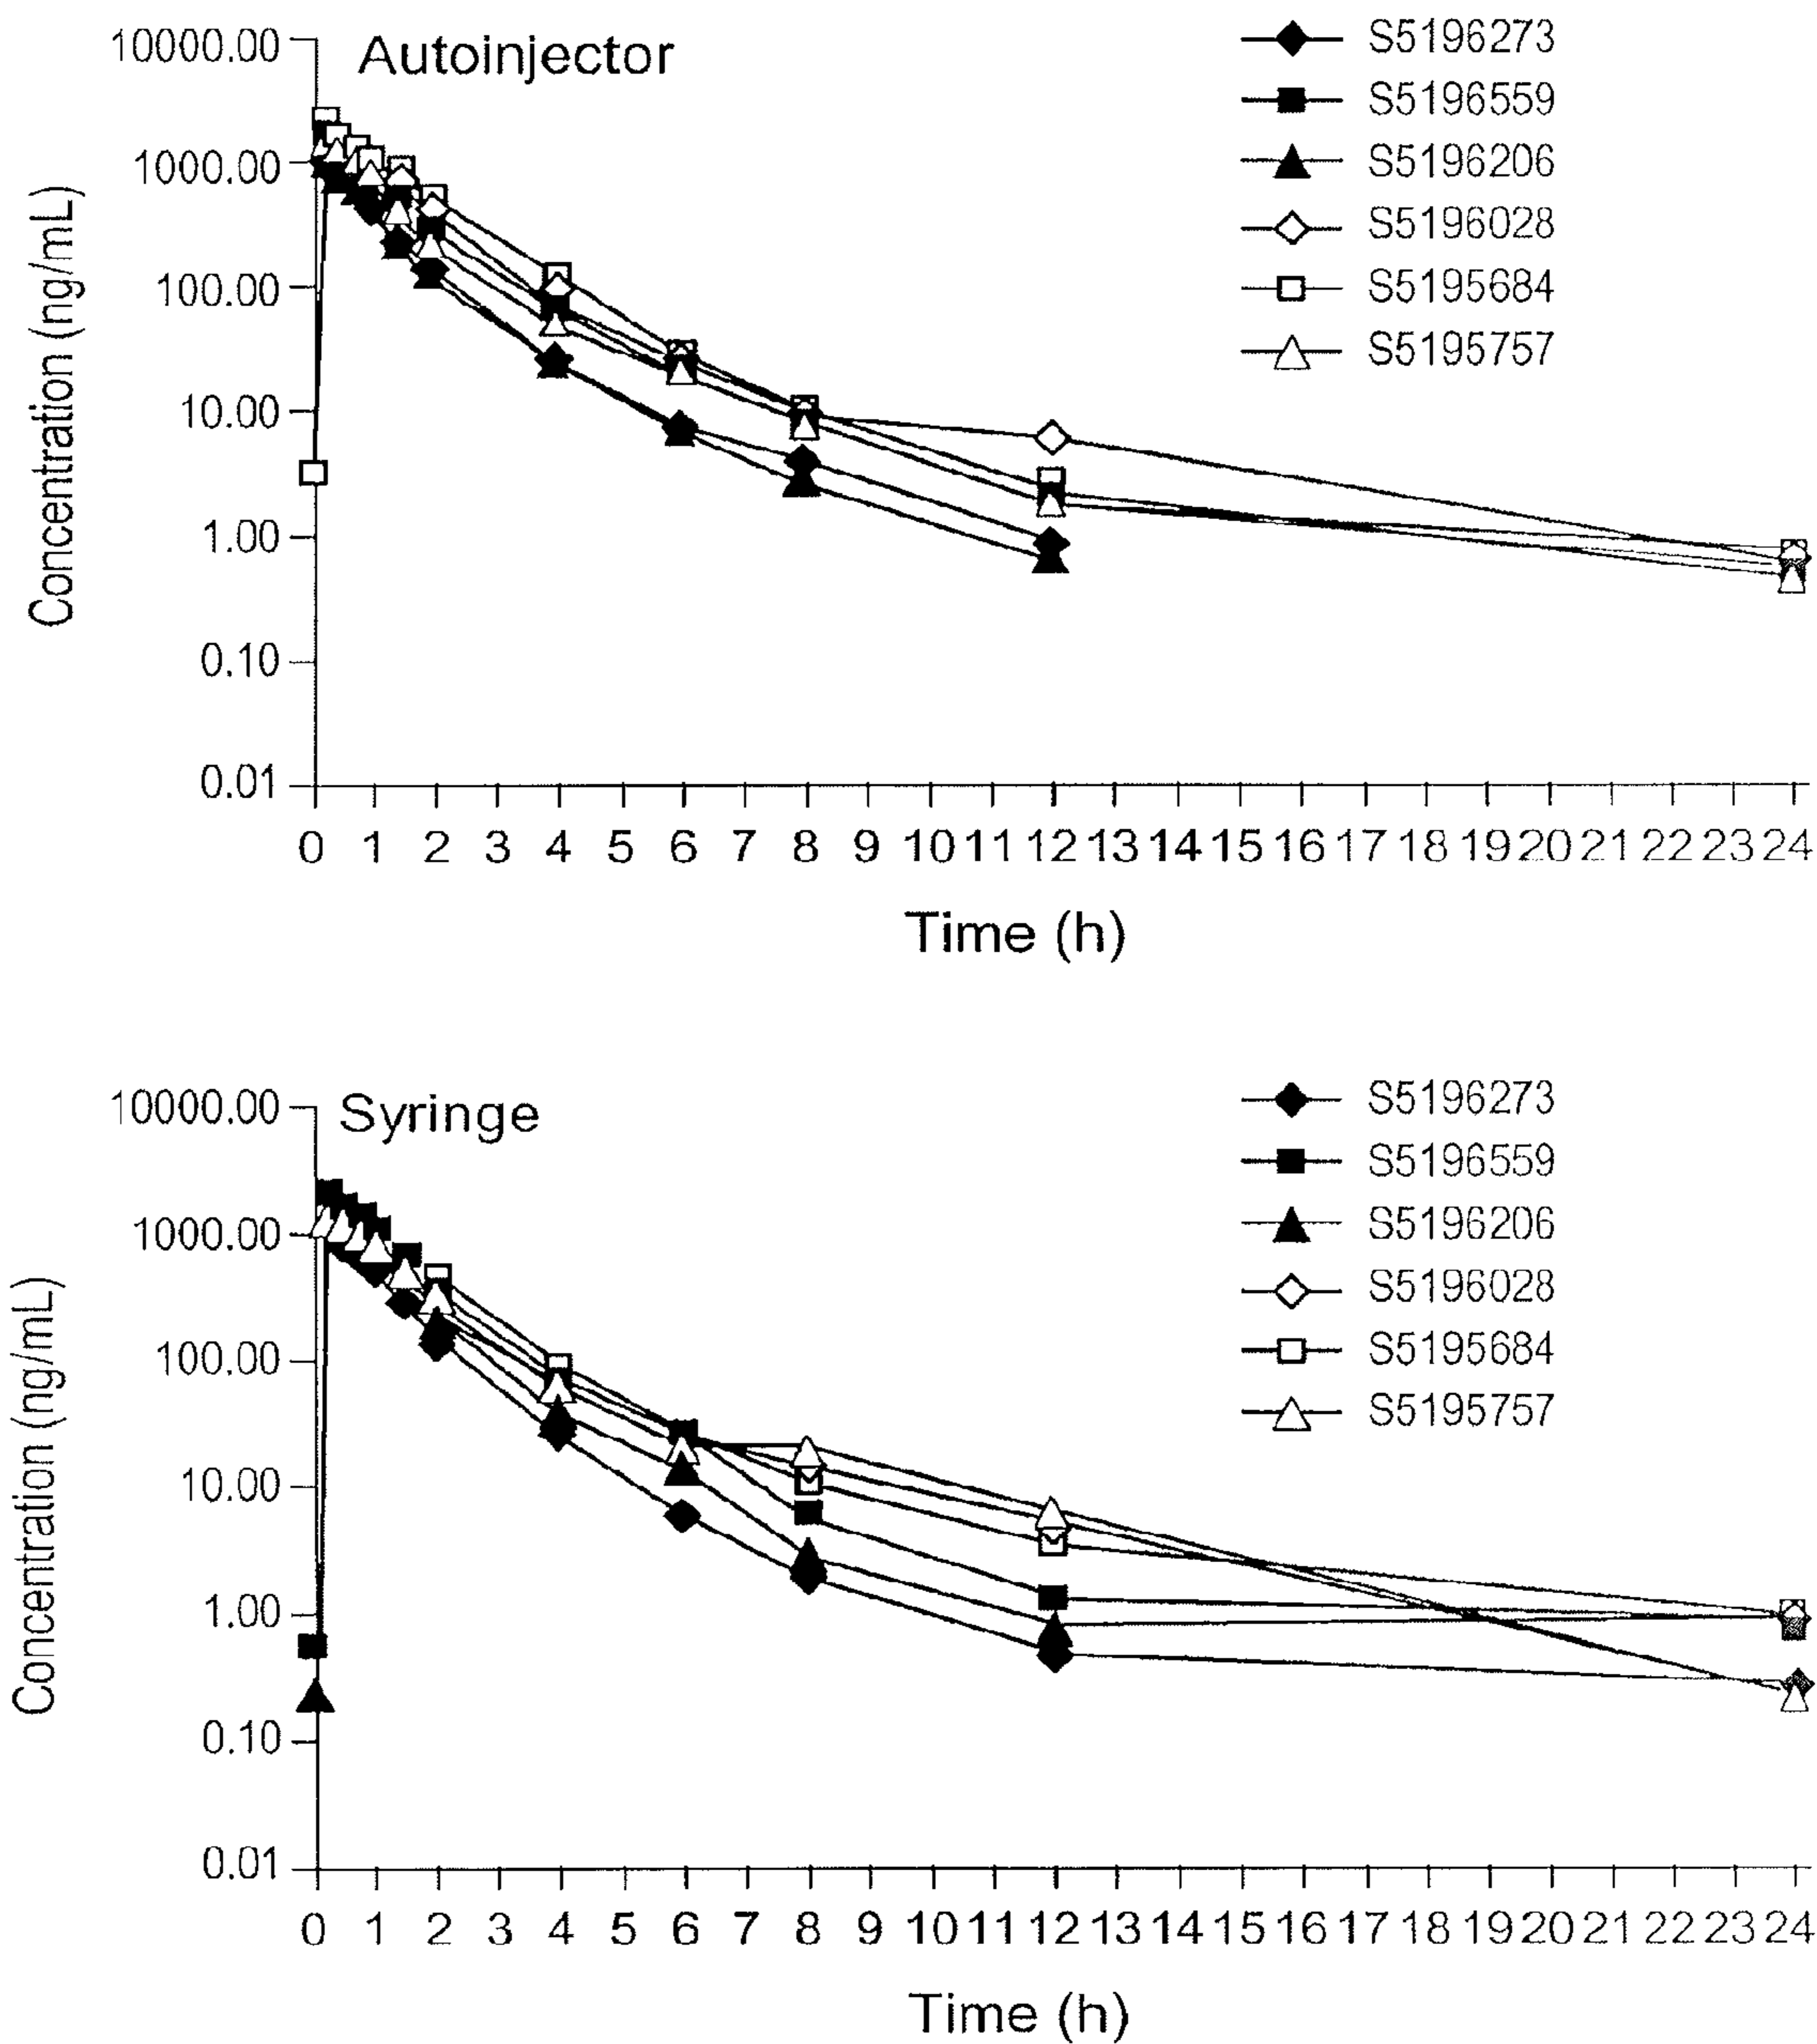 10000.00
Autoinjector
S5196273
S5196559
S5196206
S5196028
S5195684
S5195757
1000.00
100.00
10.00
1.00
0.10
0.01
Concentration (ng/mL)
0 1 2 3 4 5 6 7 8 9 10 11 12 13 14 15 16 17 18 19 20 21 22 23 24
Time (h)
10000.00
Syringe
S5196273
S5196559
S5196206
S5196028
S5195684
S5195757
1000.00
100.00
10.00
1.00
0.10
0.01
Concentration (ng/mL)
0 1 2 3 4 5 6 7 8 9 10 11 12 13 14 15 16 17 18 19 20 21 22 23 24
Time (h)